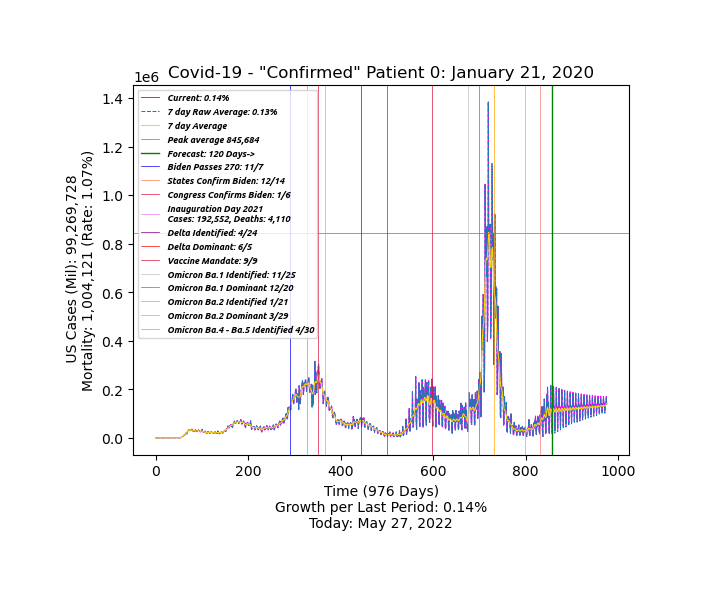 Covid-19 - "Confirmed" Patient 0: January 21, 2020
1e6
1.4
1.2
1.0
0.8
0.6
0.4
0.2
0.0
US Cases (Mil): 99,269,728
Mortality: 1,004,121 (Rate: 1.07%)
Current: 0.14%
7 day Raw Average: 0.13%
7 day Average
Peak average 845,684
Forecast: 120 Days->
Biden Passes 270: 11/7
States Confirm Biden: 12/14
Congress Confirms Biden: 1/6
Inauguration Day 2021
Cases: 192,552, Deaths: 4,110
Delta Identified: 4/24
Delta Dominant: 6/5
Vaccine Mandate: 9/9
Omicron Ba.1 Identified: 11/25
Omicron Ba.1 Dominant 12/20
Omicron Ba.2 Identified 1/21
Omicron Ba.2 Dominant 3/29
Omicron Ba.4 - Ba.5 Identified 4/30
0 200 400 600 800 1000
Time (976 Days)
Growth per Last Period: 0.14%
Today: May 27, 2022